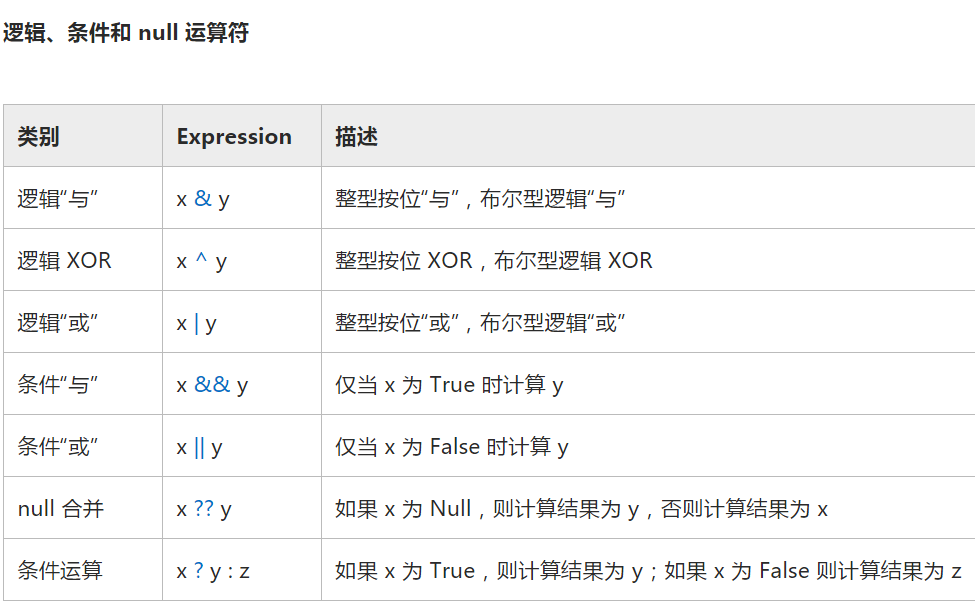 逻辑、条件和 null 运算符
类别 Expression 描述
逻辑“与” x & y 整型按位“与”，布尔型逻辑“与”
逻辑 XOR x ^ y 整型按位 XOR，布尔型逻辑 XOR
逻辑“或” x | y 整型按位“或”，布尔型逻辑“或”
条件“与” x && y 仅当 x 为 True 时计算 y
条件“或” x || y 仅当 x 为 False 时计算 y
null 合并 x ?? y 如果 x 为 Null，则计算结果为 y，否则计算结果为 x
条件运算 x ? y : z 如果 x 为 True，则计算结果为 y；如果 x 为 False 则计算结果为 z